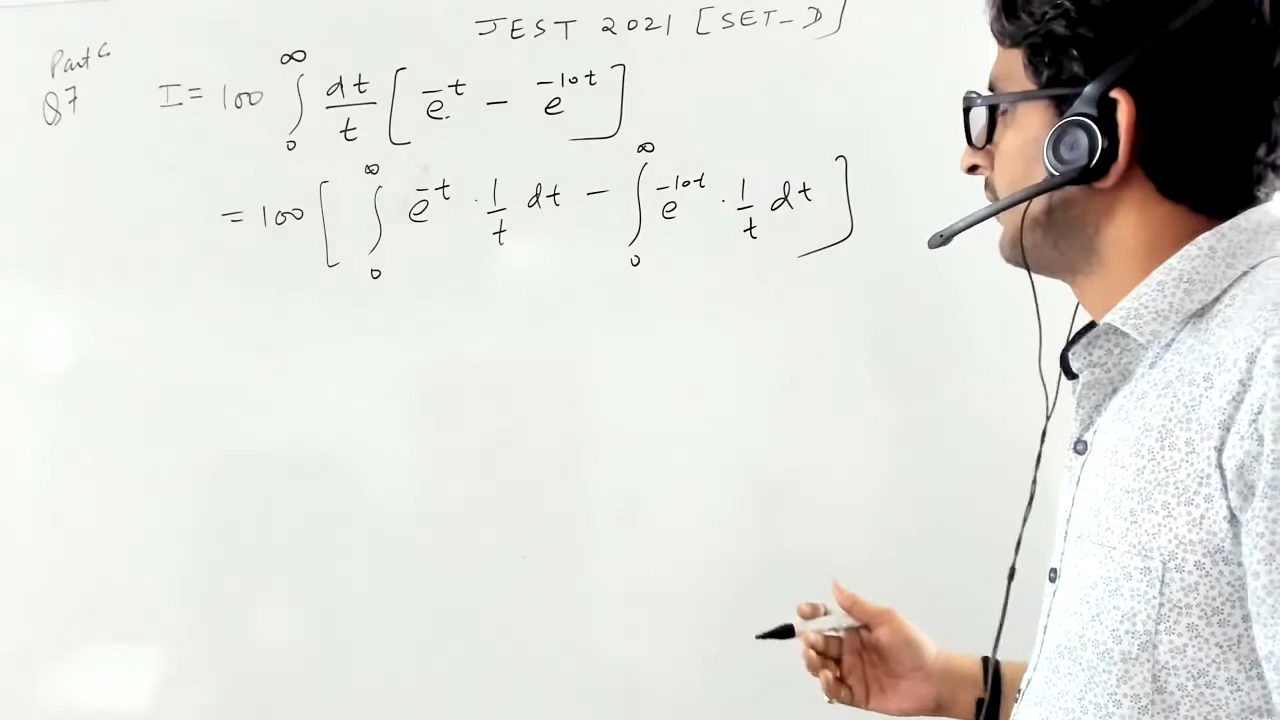 JEST 2021 [SET-D]
Part C
Q7 I = 100 ∫₀^∞ dt/t [e^-t - e^-10t]
= 100 [∫₀^∞ e^-t · 1/t dt - ∫₀^∞ e^-10t · 1/t dt]